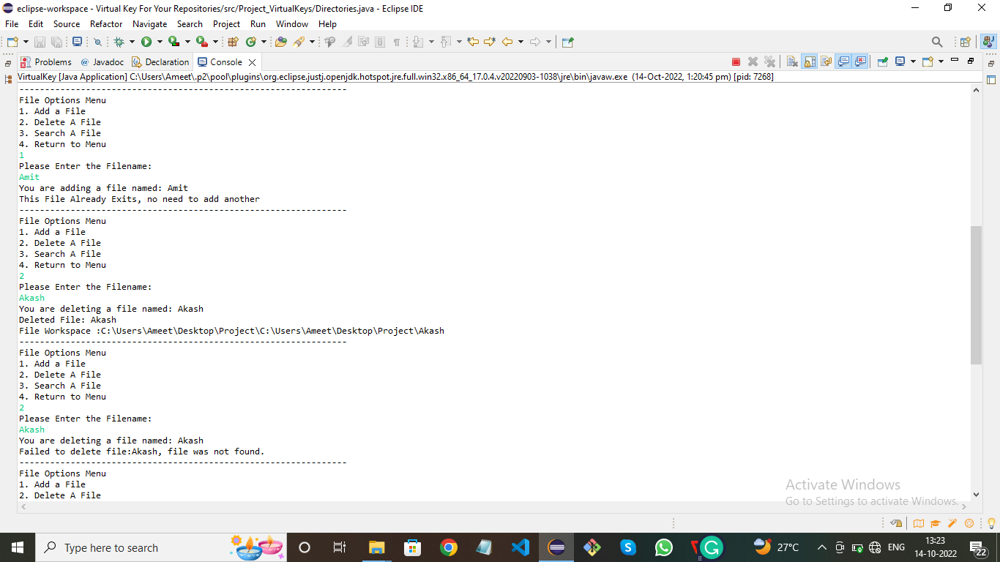 eclipse-workspace - Virtual Key For Your Repositories/src/Project_VirtualKeys/Directories.java - Eclipse IDE
File Edit Source Refactor Navigate Search Project Run Window Help
Problems @ Javadoc Declaration Console
VirtualKey [Java Application] C:\Users\Ameet\.p2\pool\plugins\org.eclipse.justj.openjdk.hotspot.jre.full.win32.x86_64_17.0.4.v20220903-1038\jre\bin\javaw.exe (14-Oct-2022, 1:20:45 pm) [pid: 7268]
----------------------------------------------------------------
File Options Menu
1. Add a File
2. Delete A File
3. Search A File
4. Return to Menu
1
Please Enter the Filename:
Amit
You are adding a file named: Amit
This File Already Exits, no need to add another
----------------------------------------------------------------
File Options Menu
1. Add a File
2. Delete A File
3. Search A File
4. Return to Menu
2
Please Enter the Filename:
Akash
You are deleting a file named: Akash
Deleted File: Akash
File Workspace :C:\Users\Ameet\Desktop\Project\C:\Users\Ameet\Desktop\Project\Akash
----------------------------------------------------------------
File Options Menu
1. Add a File
2. Delete A File
3. Search A File
4. Return to Menu
2
Please Enter the Filename:
Akash
You are deleting a file named: Akash
Failed to delete file:Akash, file was not found.
----------------------------------------------------------------
File Options Menu
1. Add a File
2. Delete A File
Activate Windows
Go to Settings to activate Windows.
Type here to search
27°C
ENG
13:23
14-10-2022
22